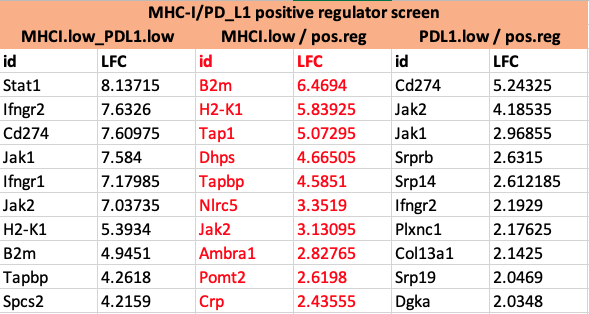 MHC-I/PD_L1 positive regulator screen
MHCI.low_PDL1.low MHCI.low / pos.reg PDL1.low / pos.reg
id LFC id LFC id LFC
Stat1 8.13715 B2m 6.4694 Cd274 5.24325
Ifngr2 7.6326 H2-K1 5.83925 Jak2 4.18535
Cd274 7.60975 Tap1 5.07295 Jak1 2.96855
Jak1 7.584 Dhps 4.66505 Srprb 2.6315
Ifngr1 7.17985 Tapbp 4.5851 Srp14 2.612185
Jak2 7.03735 Nlrc5 3.3519 Ifngr2 2.1929
H2-K1 5.3934 Jak2 3.13095 Plxnc1 2.17625
B2m 4.9451 Ambra1 2.82765 Col13a1 2.1425
Tapbp 4.2618 Pomt2 2.6198 Srp19 2.0469
Spcs2 4.2159 Crp 2.43555 Dgka 2.0348